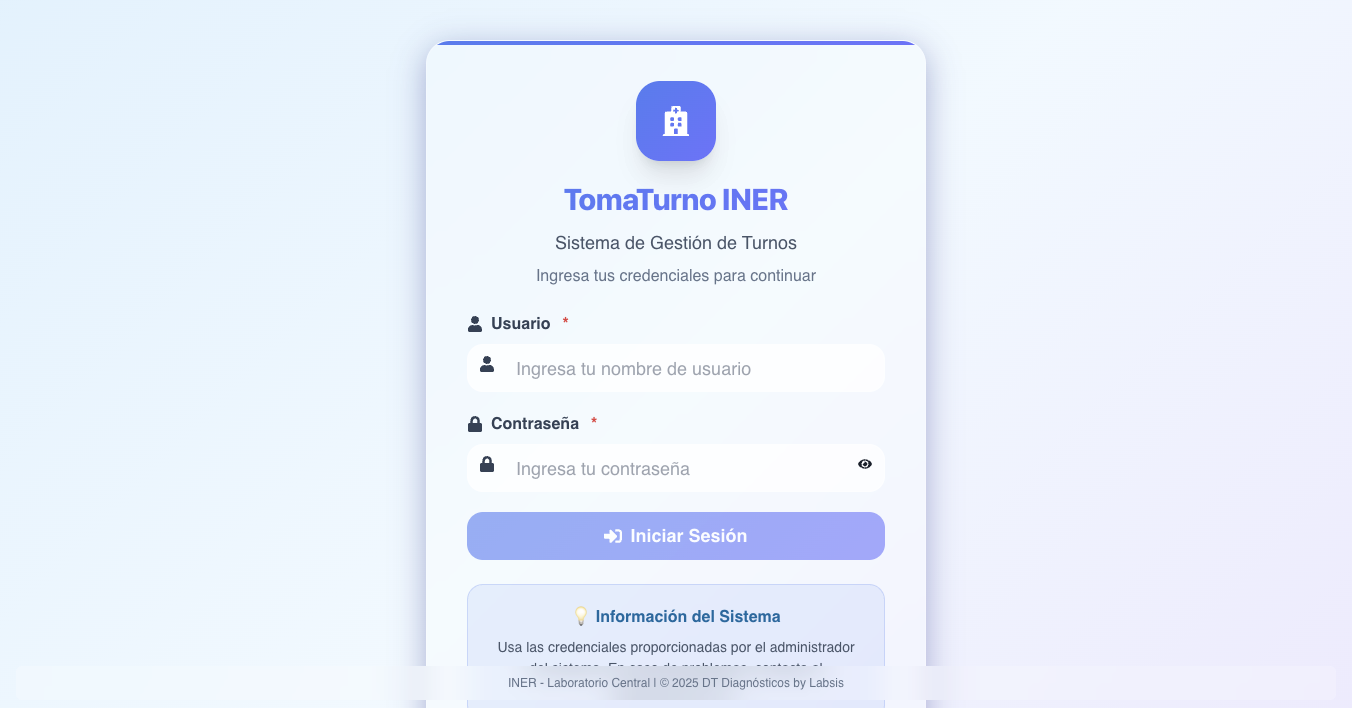 TomaTurno INER
Sistema de Gestión de Turnos
Ingresa tus credenciales para continuar
Usuario *
Ingresa tu nombre de usuario
Contraseña *
Ingresa tu contraseña
Iniciar Sesión
💡 Información del Sistema
Usa las credenciales proporcionadas por el administrador
del sistema. En caso de problemas, contacta al
INER - Laboratorio Central | © 2025 DT Diagnósticos by Labsis